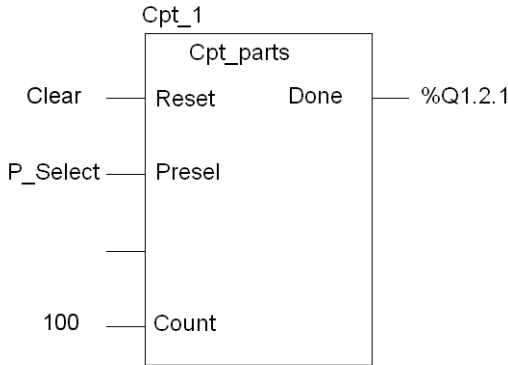 Cpt_1
Cpt_parts
Clear Reset Done %Q1.2.1
P_Select Presel
100 Count